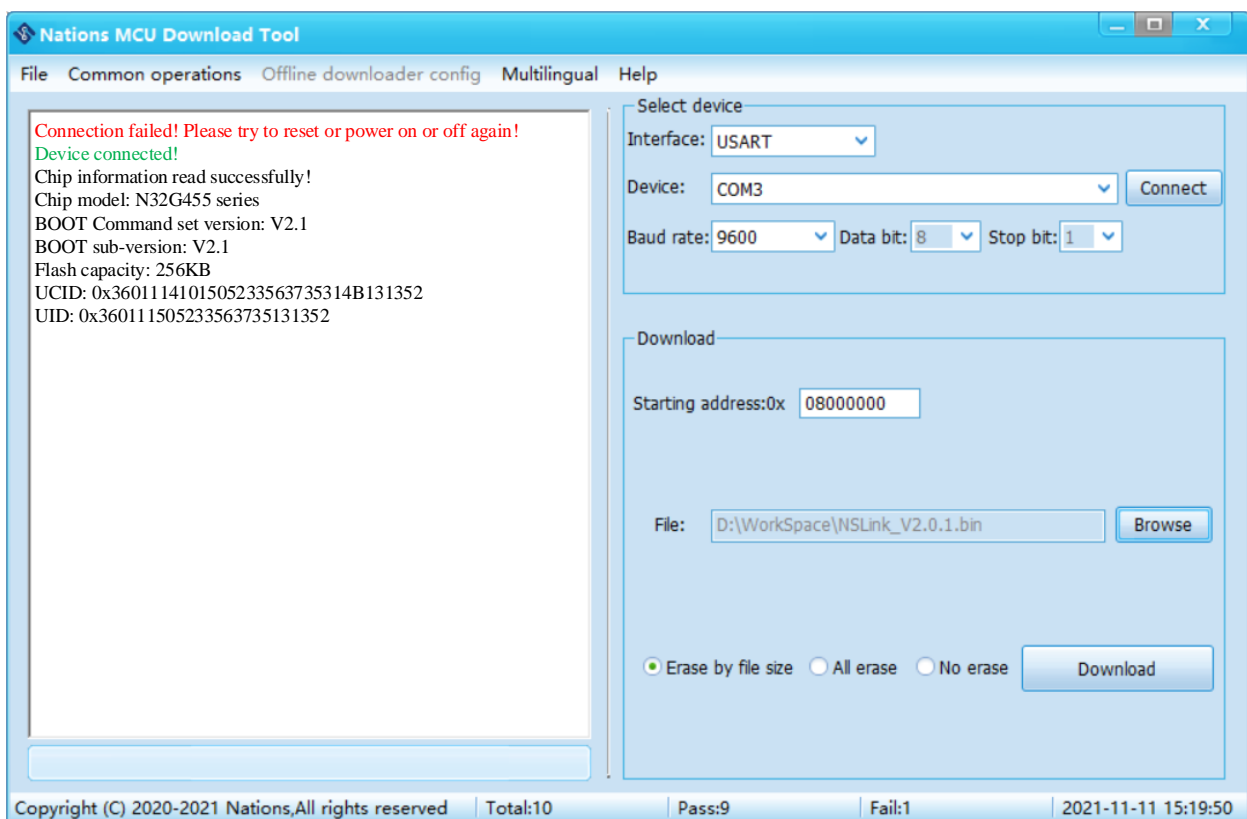 Nations MCU Download Tool
File Common operations Offline downloader config Multilingual Help
Connection failed! Please try to reset or power on or off again!
Device connected!
Chip information read successfully!
Chip model: N32G455 series
BOOT Command set version: V2.1
BOOT sub-version: V2.1
Flash capacity: 256KB
UCID: 0x3601114101505233563735314B131352
UID: 0x360111505233563735131352
Select device
Interface: USART
Device: COM3 Connect
Baud rate: 9600 Data bit: 8 Stop bit: 1
Download
Starting address:0x 08000000
File: D:\WorkSpace\NSLink_V2.0.1.bin Browse
Erase by file size All erase No erase Download
Copyright (C) 2020-2021 Nations,All rights reserved Total:10 Pass:9 Fail:1 2021-11-11 15:19:50